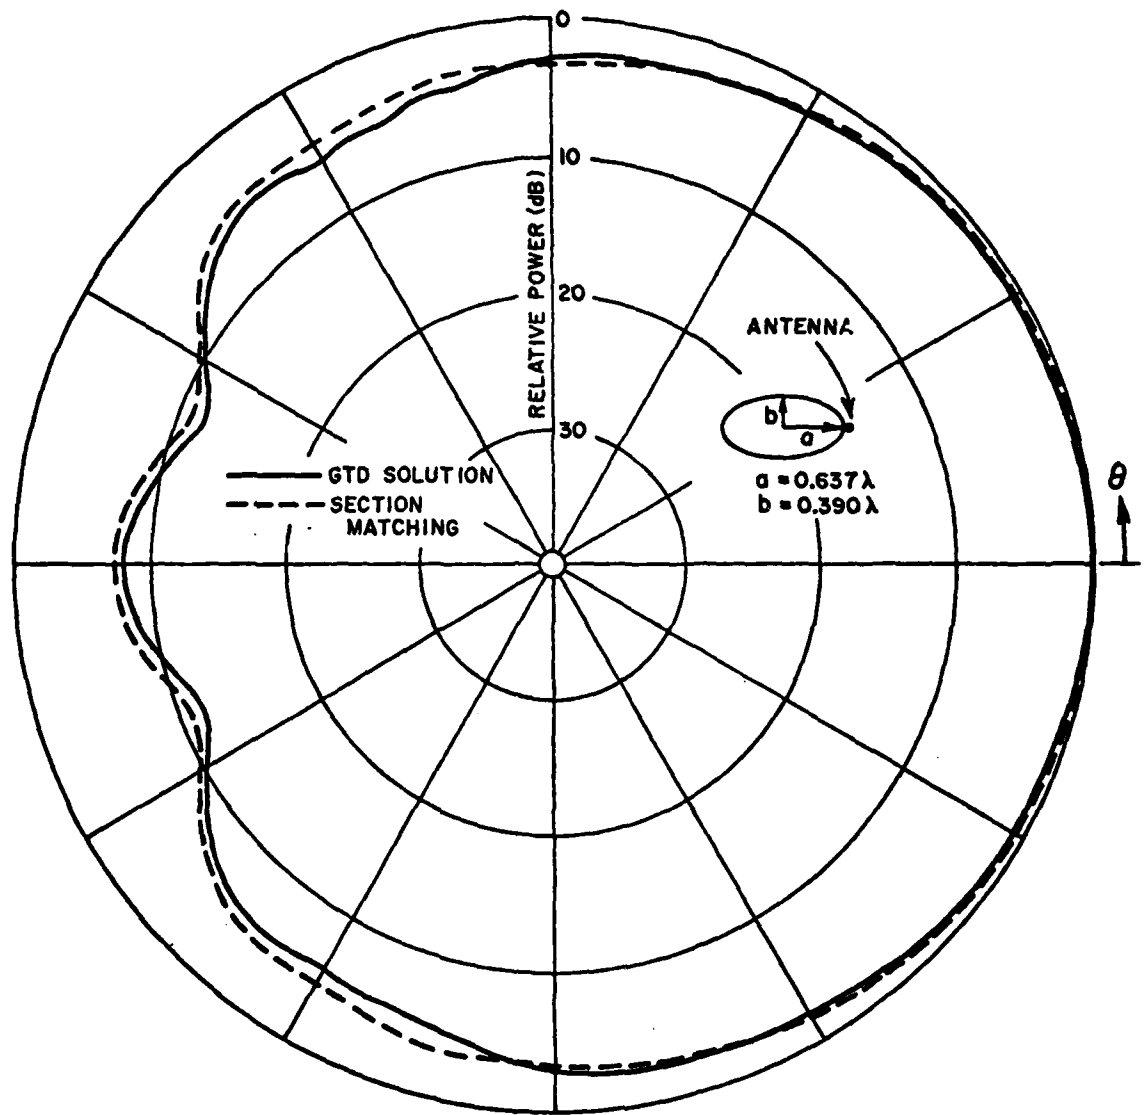 0
10
RELATIVE POWER (dB)
20
ANTENNA
b
a
30
a = 0.637λ
b = 0.390λ
GTD SOLUTION
SECTION
MATCHING
θ